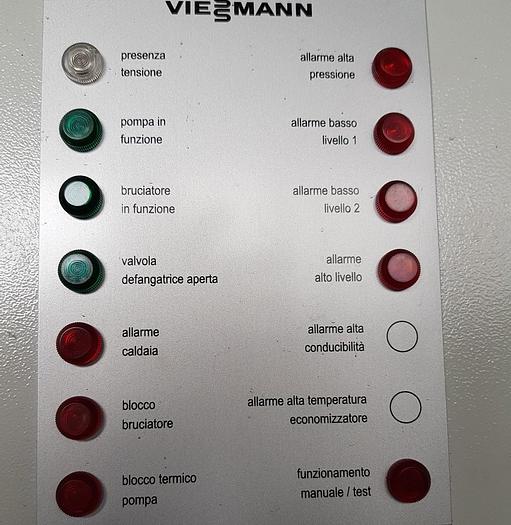 VIESSMANN
presenza
tensione
pompa in
funzione
bruciatore
in funzione
valvola
defangatrice aperta
allarme
caldaia
blocco
bruciatore
blocco termico
pompa
allarme alta
pressione
allarme basso
livello 1
allarme basso
livello 2
allarme
alto livello
allarme alta
conducibilità
allarme alta temperatura
economizzatore
funzionamento
manuale / test